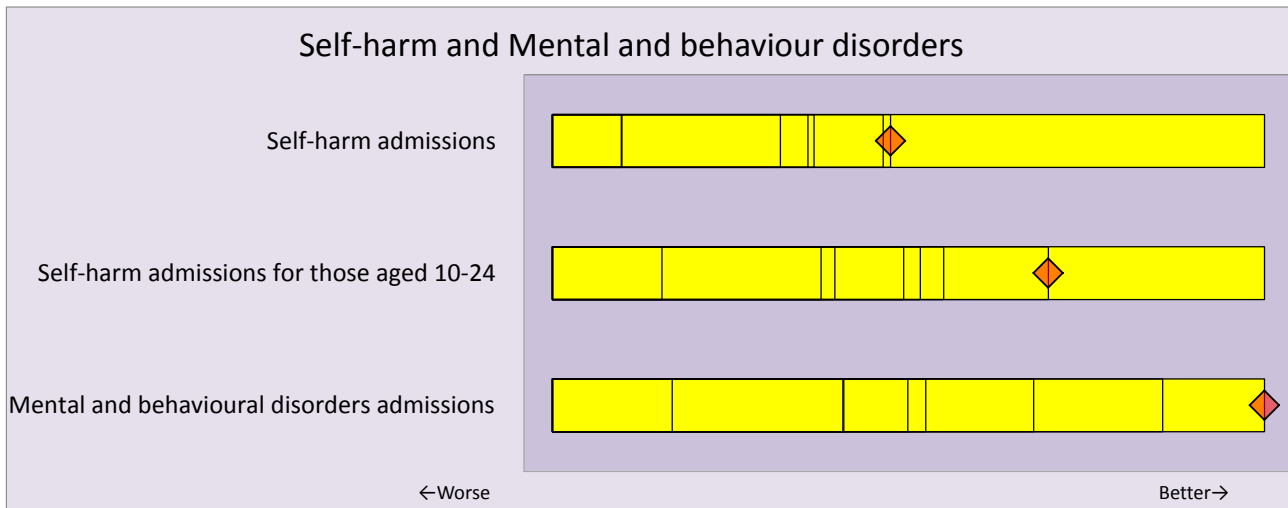 Self-harm and Mental and behaviour disorders
Self-harm admissions
Self-harm admissions for those aged 10-24
Mental and behavioural disorders admissions
←Worse
Better→